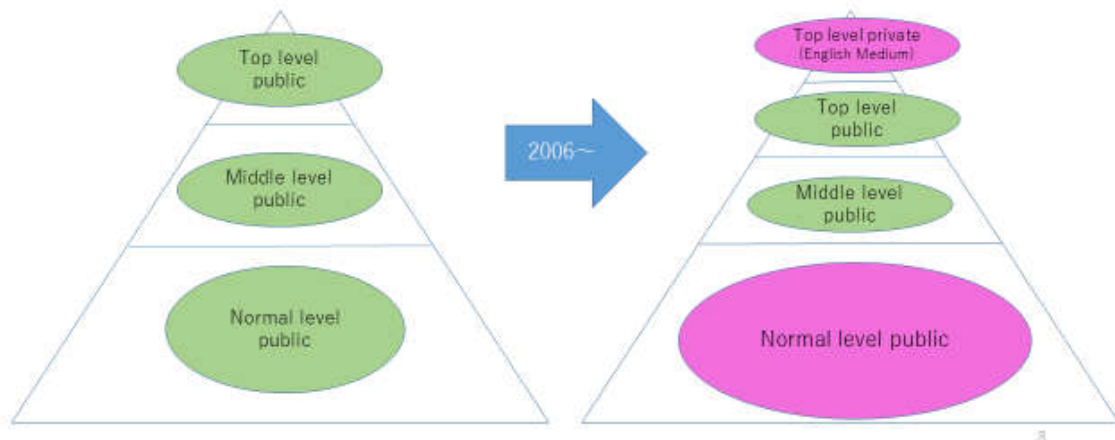 Top level
public
Middle level
public
Normal level
public
2006～
Top level private
(English Medium)
Top level
public
Middle level
public
Normal level public
3